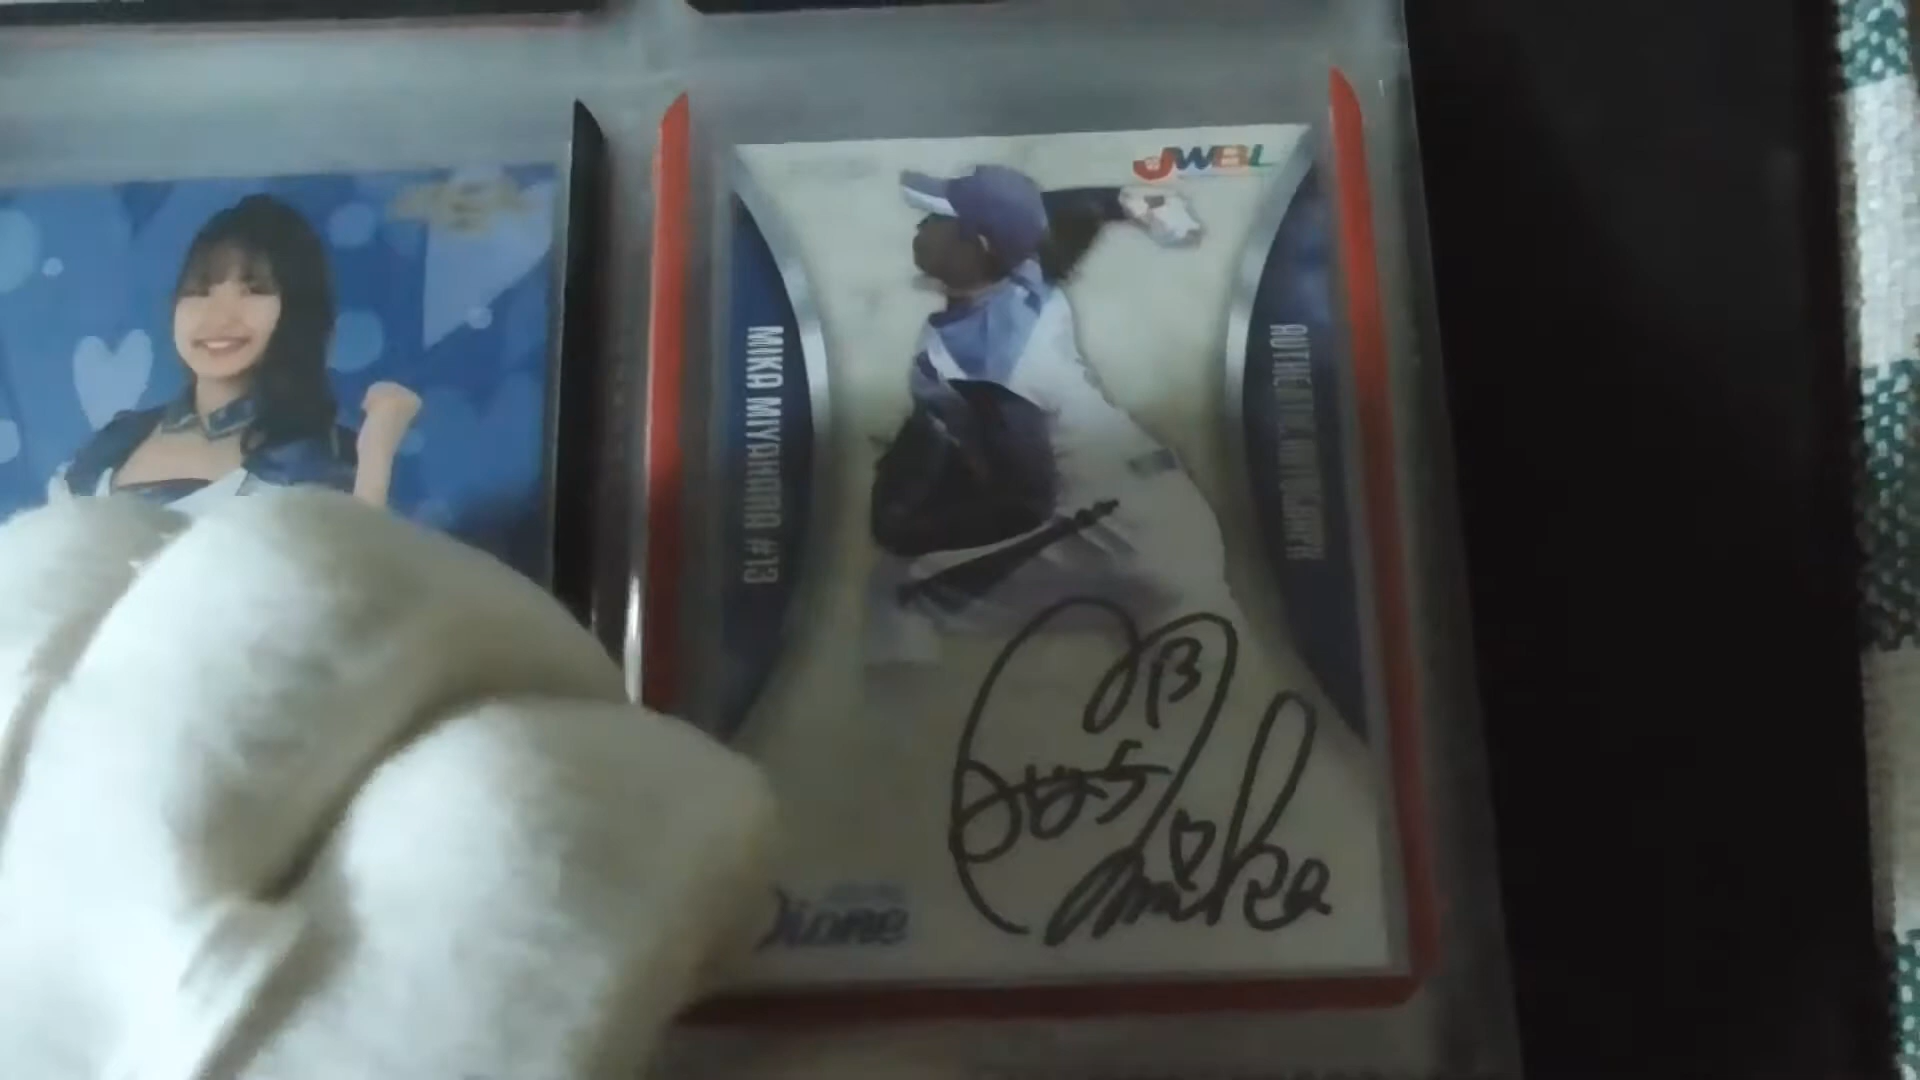 JWBL
MIKA MIYAHARA #13
AUTHENTIC AUTOGRAPH
Dione
13
mika